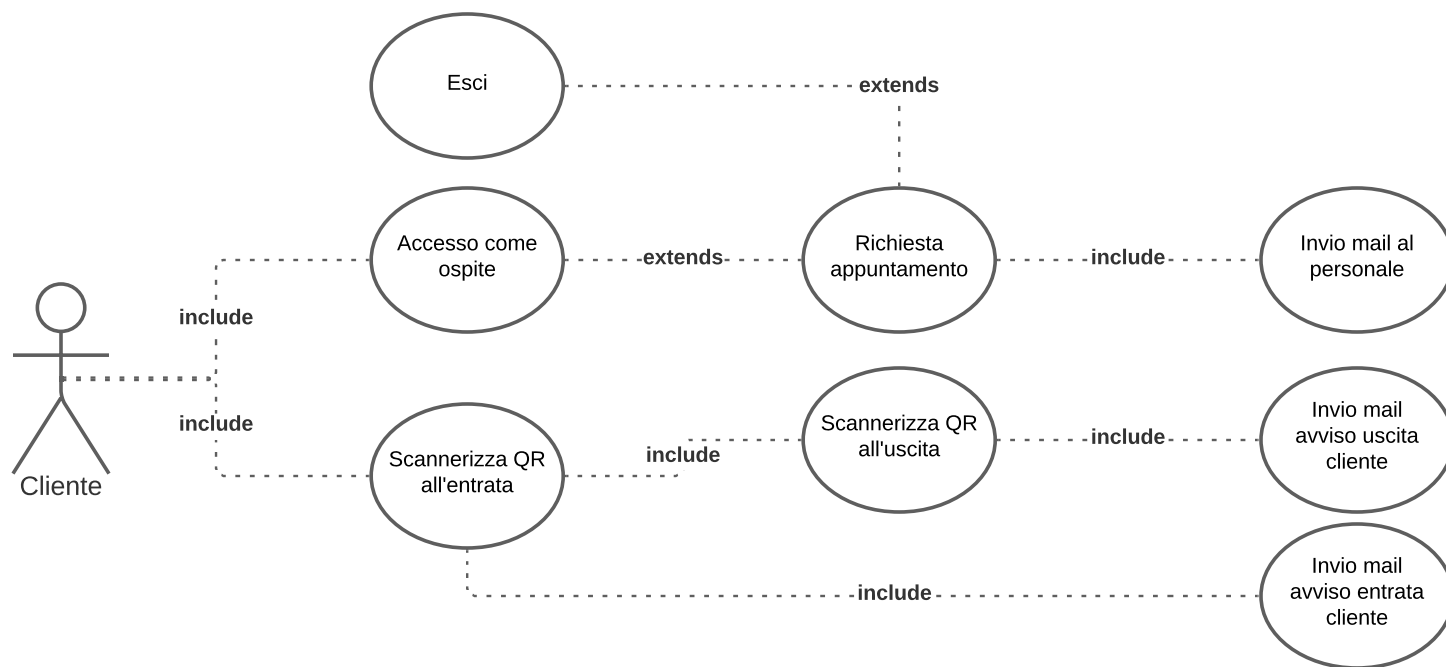 Esci
extends
Accesso come
ospite
extends
Richiesta
appuntamento
include
Invio mail al
personale
include
include
Cliente
Scannerizza QR
all'entrata
include
Scannerizza QR
all'uscita
include
Invio mail
avviso uscita
cliente
include
Invio mail
avviso entrata
cliente